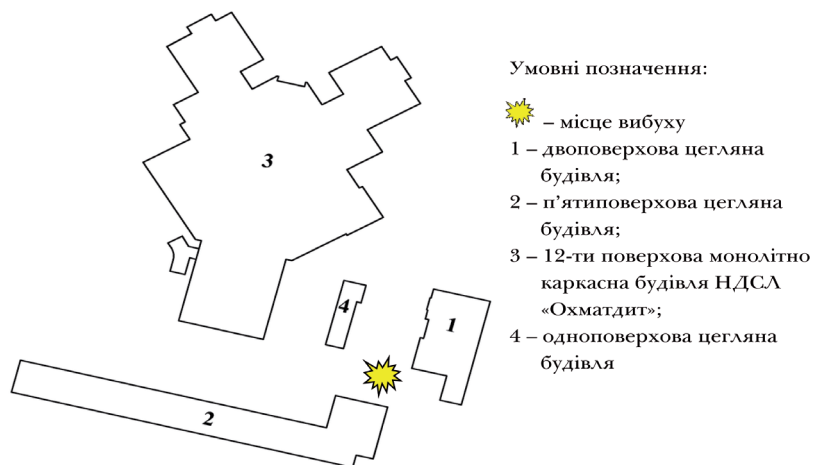 Умовні позначення:
– місце вибуху
1 – двоповерхова цегляна
будівля;
2 – п’ятиповерхова цегляна
будівля;
3 – 12-ти поверхова монолітно
каркасна будівля НДСЛ
«Охматдит»;
4 – одноповерхова цегляна
будівля
3
4
1
2